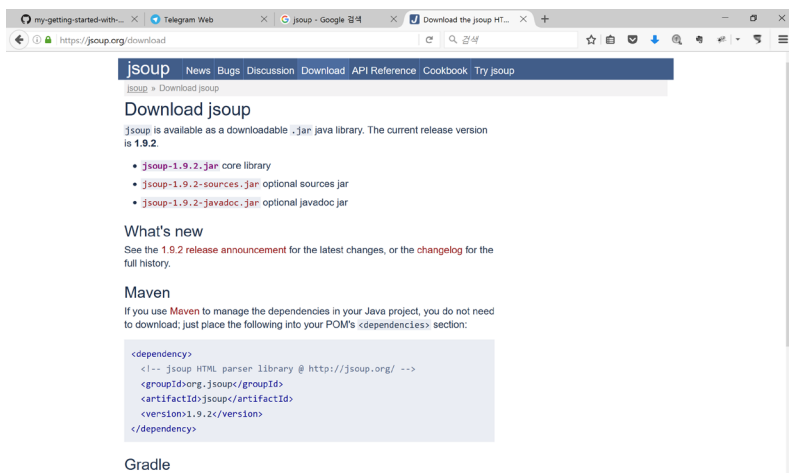 my-getting-started-with-...
Telegram Web
jsoup - Google 검색
Download the jsoup HT...
https://jsoup.org/download
검색
jsoup News Bugs Discussion Download API Reference Cookbook Try jsoup
jsoup » Download jsoup
Download jsoup
jsoup is available as a downloadable .jar java library. The current release version
is 1.9.2.
• jsoup-1.9.2.jar core library
• jsoup-1.9.2-sources.jar optional sources jar
• jsoup-1.9.2-javadoc.jar optional javadoc jar
What's new
See the 1.9.2 release announcement for the latest changes, or the changelog for the
full history.
Maven
If you use Maven to manage the dependencies in your Java project, you do not need
to download; just place the following into your POM's <dependencies> section:
<dependency>
<!-- jsoup HTML parser library @ http://jsoup.org/ -->
<groupId>org.jsoup</groupId>
<artifactId>jsoup</artifactId>
<version>1.9.2</version>
</dependency>
Gradle